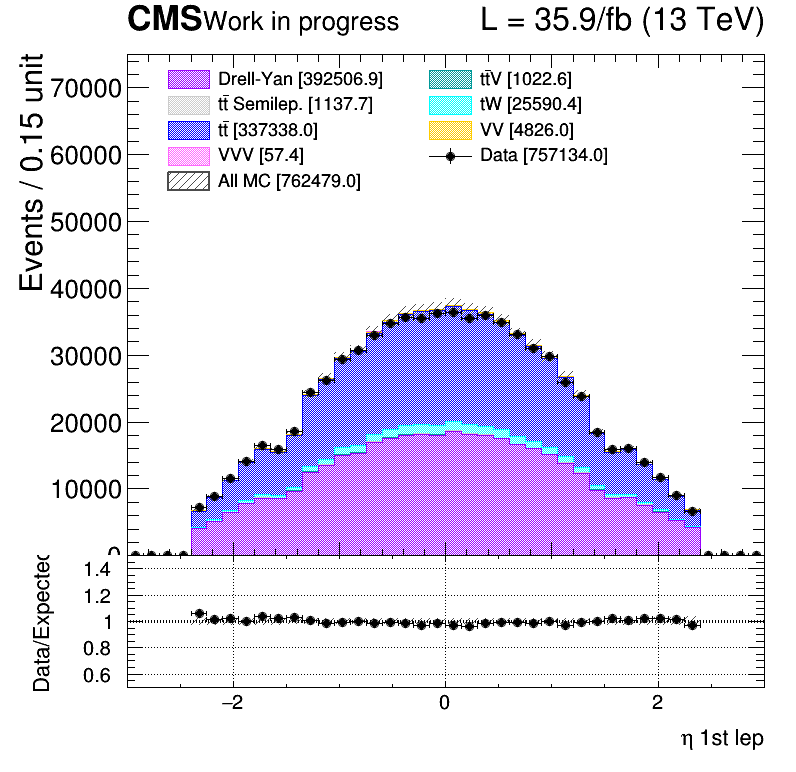 CMS Work in progress L = 35.9/fb (13 TeV)
Drell-Yan [392506.9]
tt̄ Semilep. [1137.7]
tt̄ [337338.0]
VVV [57.4]
All MC [762479.0]
tt̄V [1022.6]
tW [25590.4]
VV [4826.0]
Data [757134.0]
Events / 0.15 unit
70000
60000
50000
40000
30000
20000
10000
0
Data/Expected
1.4
1.2
1
0.8
0.6
−2 0 2
η 1st lep